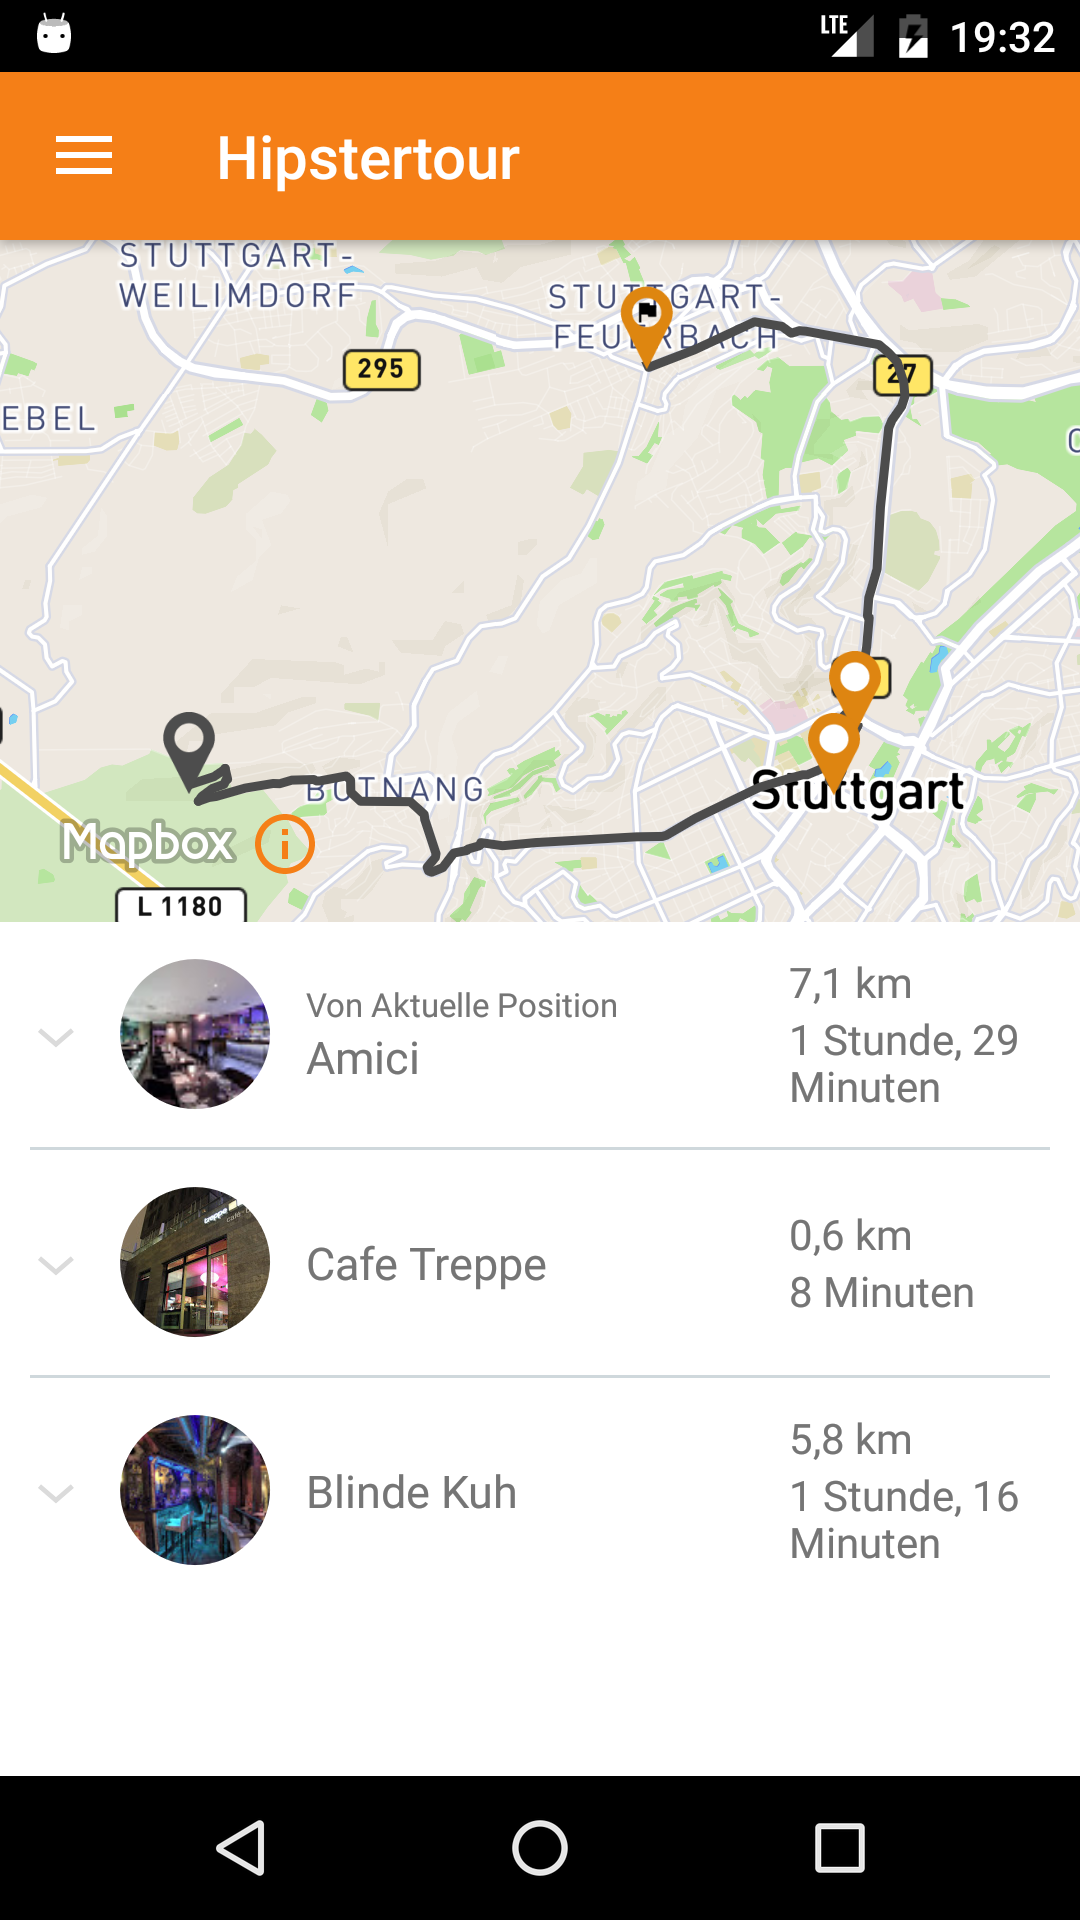 LTE
19:32
Hipstertour
STUTTGART-
WEILIMDORF
STUTTGART-
FEUERBACH
295
27
EBEL
BOTNANG
Stuttgart
Mapbox
L 1180
Von Aktuelle Position
Amici
7,1 km
1 Stunde, 29
Minuten
Cafe Treppe
0,6 km
8 Minuten
Blinde Kuh
5,8 km
1 Stunde, 16
Minuten